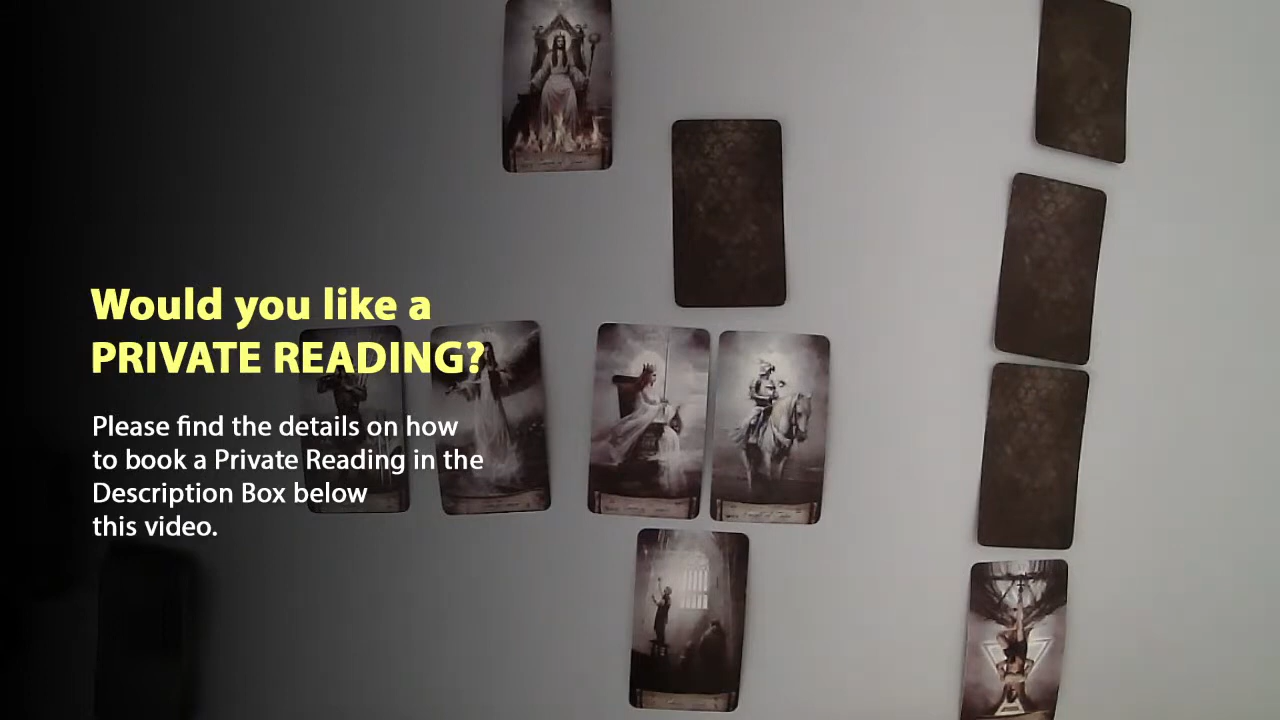 Would you like a
PRIVATE READING?
Please find the details on how
to book a Private Reading in the
Description Box below
this video.